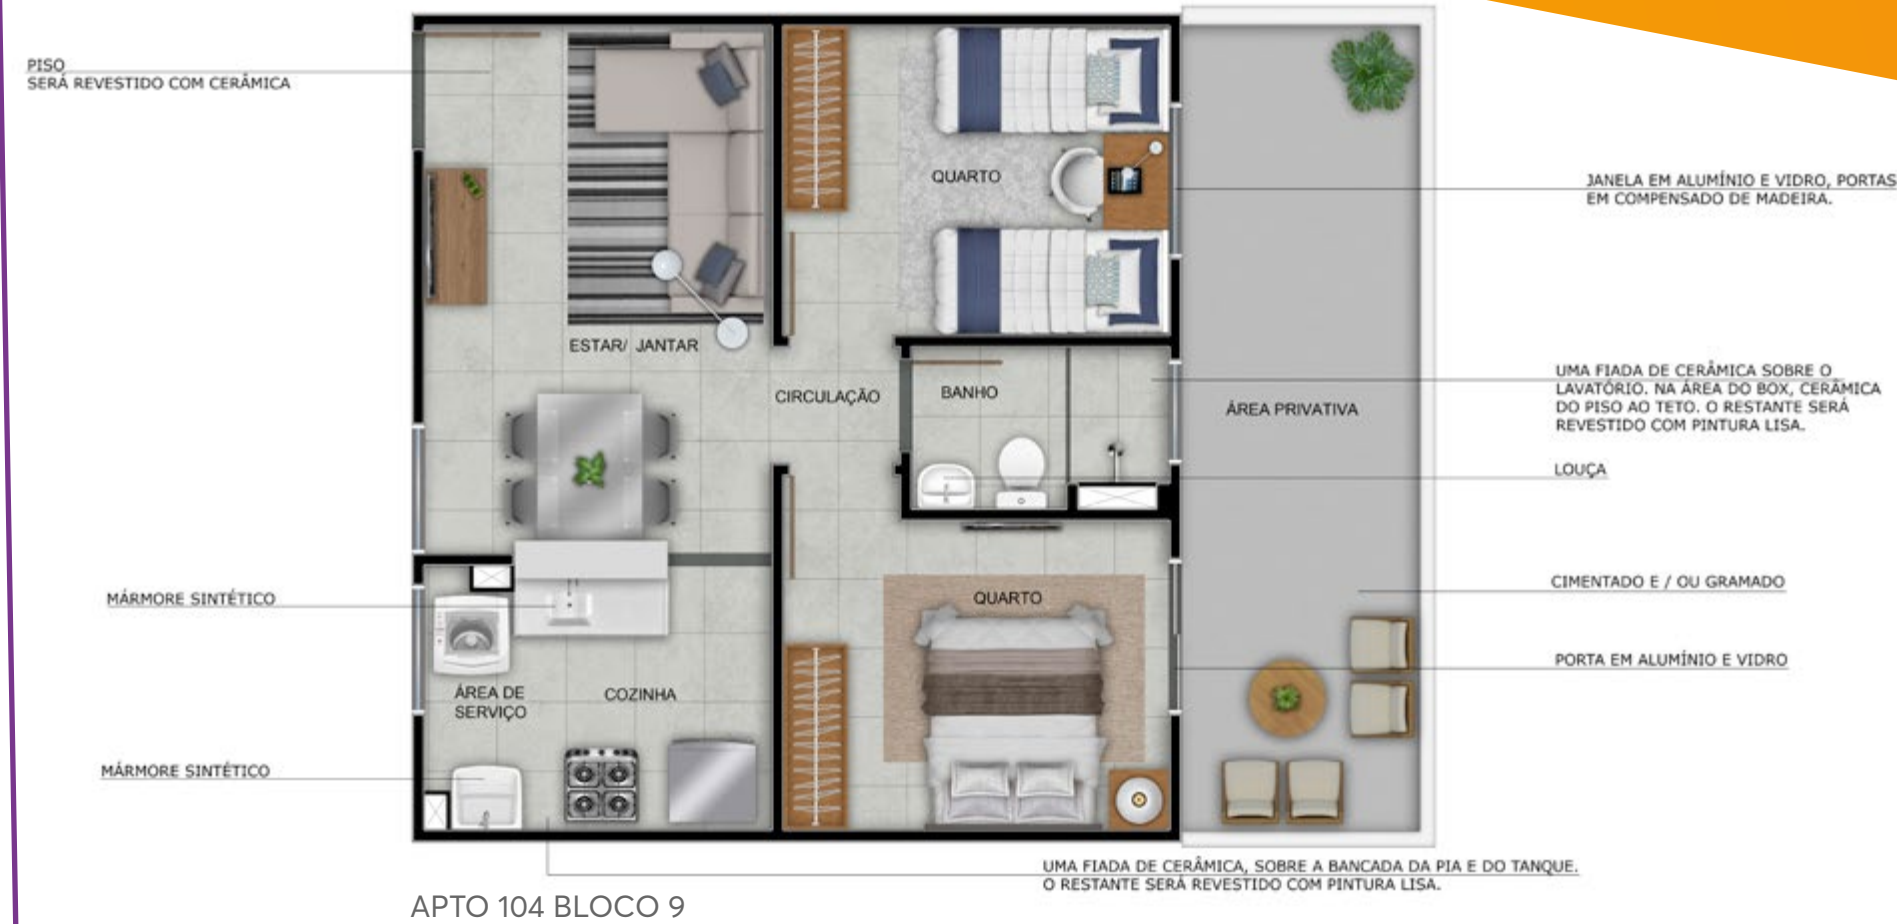 PISO
SERÁ REVESTIDO COM CERÂMICA
QUARTO
JANELA EM ALUMÍNIO E VIDRO, PORTAS
EM COMPENSADO DE MADEIRA.
ESTAR/ JANTAR
CIRCULAÇÃO
BANHO
ÁREA PRIVATIVA
UMA FIADA DE CERÂMICA SOBRE O
LAVATÓRIO. NA ÁREA DO BOX, CERÂMICA
DO PISO AO TETO. O RESTANTE SERÁ
REVESTIDO COM PINTURA LISA.
LOUÇA
MÁRMORE SINTÉTICO
QUARTO
CIMENTADO E / OU GRAMADO
PORTA EM ALUMÍNIO E VIDRO
ÁREA DE
SERVIÇO
COZINHA
MÁRMORE SINTÉTICO
UMA FIADA DE CERÂMICA, SOBRE A BANCADA DA PIA E DO TANQUE.
O RESTANTE SERÁ REVESTIDO COM PINTURA LISA.
APTO 104 BLOCO 9